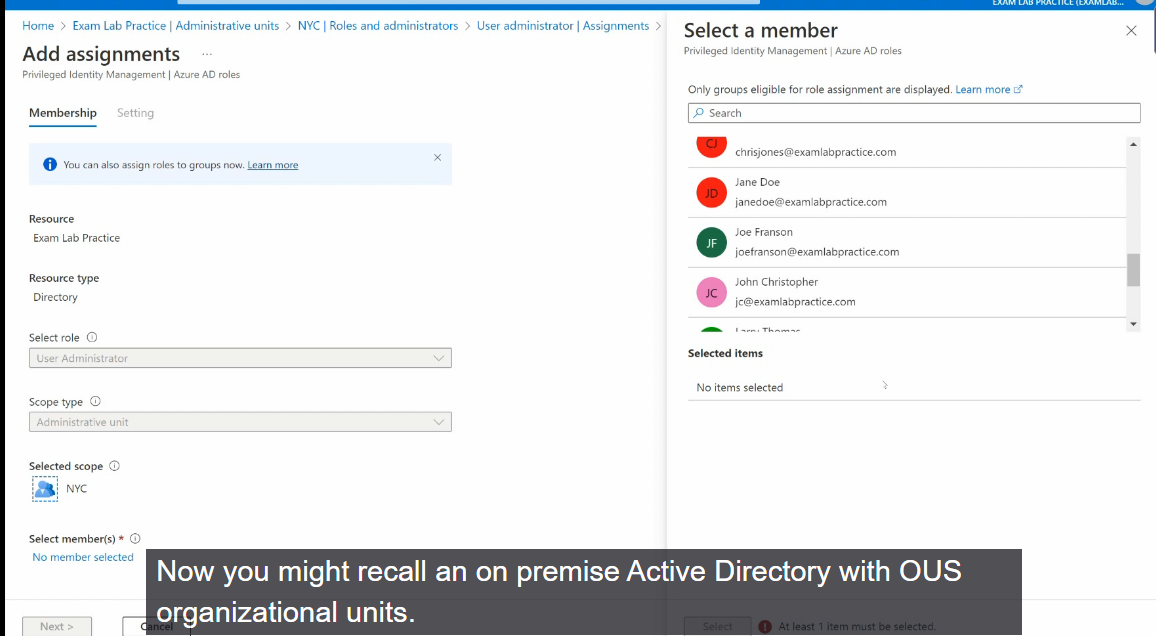 EXAM LAB PRACTICE (EXAMLAB...
Home > Exam Lab Practice | Administrative units > NYC | Roles and administrators > User administrator | Assignments >
Add assignments ...
Privileged Identity Management | Azure AD roles
Membership Setting
You can also assign roles to groups now. Learn more
Resource
Exam Lab Practice
Resource type
Directory
Select role
User Administrator
Scope type
Administrative unit
Selected scope
NYC
Select member(s) *
No member selected
Next > Cancel
Select a member
Privileged Identity Management | Azure AD roles
Only groups eligible for role assignment are displayed. Learn more
Search
CJ
chrisjones@examlabpractice.com
Jane Doe
JD
janedoe@examlabpractice.com
Joe Franson
JF
joefranson@examlabpractice.com
John Christopher
JC
jc@examlabpractice.com
Larry Thomas
Selected items
No items selected
Select At least 1 item must be selected.
Now you might recall an on premise Active Directory with OUS
organizational units.